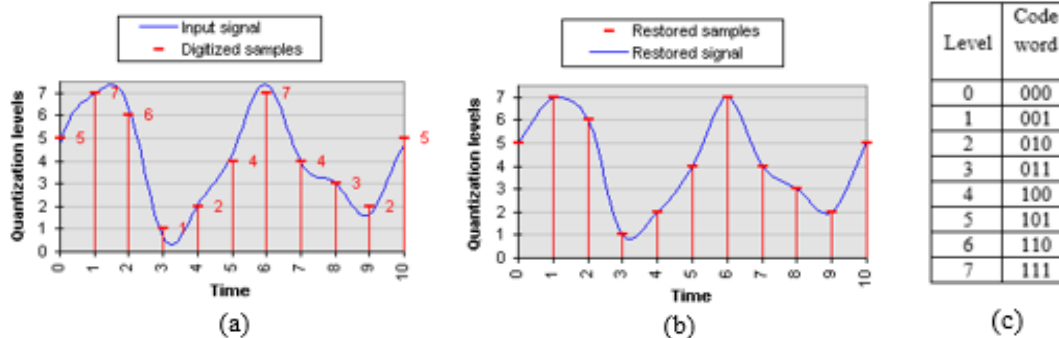 Input signal
Digitized samples
Quantization levels
7
6
5
4
3
2
1
0
5
7
6
1
2
4
7
4
3
2
5
0 1 2 3 4 5 6 7 8 9 10
Time
(a)
Restored samples
Restored signal
Quantization levels
7
6
5
4
3
2
1
0
0 1 2 3 4 5 6 7 8 9 10
Time
(b)
Level Code word
0 000
1 001
2 010
3 011
4 100
5 101
6 110
7 111
(c)